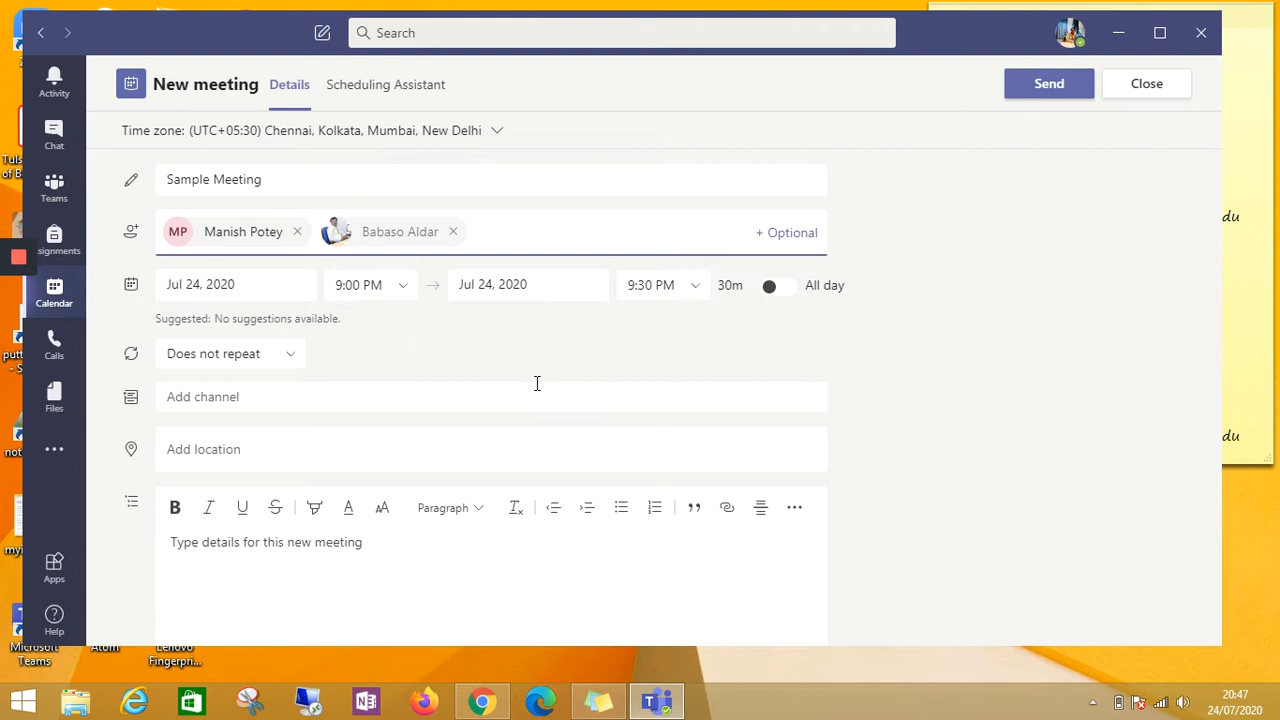 Search
New meeting Details Scheduling Assistant Send Close
Activity
Time zone: (UTC+05:30) Chennai, Kolkata, Mumbai, New Delhi
Chat
Sample Meeting
Teams
MP Manish Potey Babaso Aldar + Optional
du
signments
Calendar
Jul 24, 2020 9:00 PM Jul 24, 2020 9:30 PM 30m All day
Suggested: No suggestions available.
Calls
Does not repeat
Files
Add channel
Add location
du
Paragraph
Type details for this new meeting
Apps
Help
Microsoft
Teams
Atom
Lenovo
Fingerpri...
20:47
24/07/2020